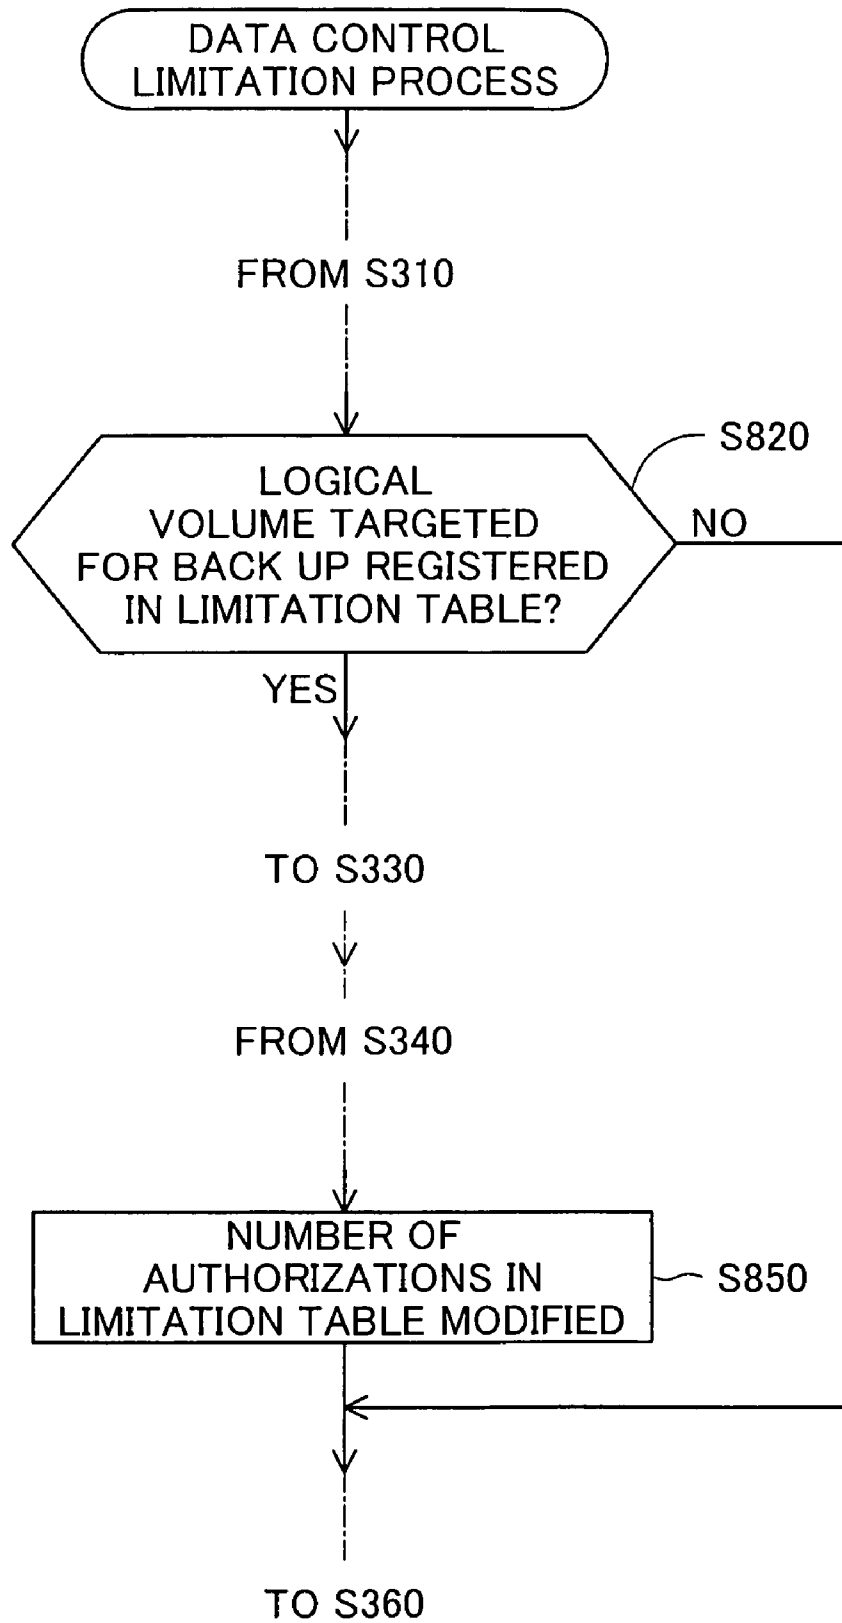 DATA CONTROL
LIMITATION PROCESS
FROM S310
S820
LOGICAL
VOLUME TARGETED
FOR BACK UP REGISTERED
IN LIMITATION TABLE?
NO
YES
TO S330
FROM S340
NUMBER OF
AUTHORIZATIONS IN
LIMITATION TABLE MODIFIED
S850
TO S360